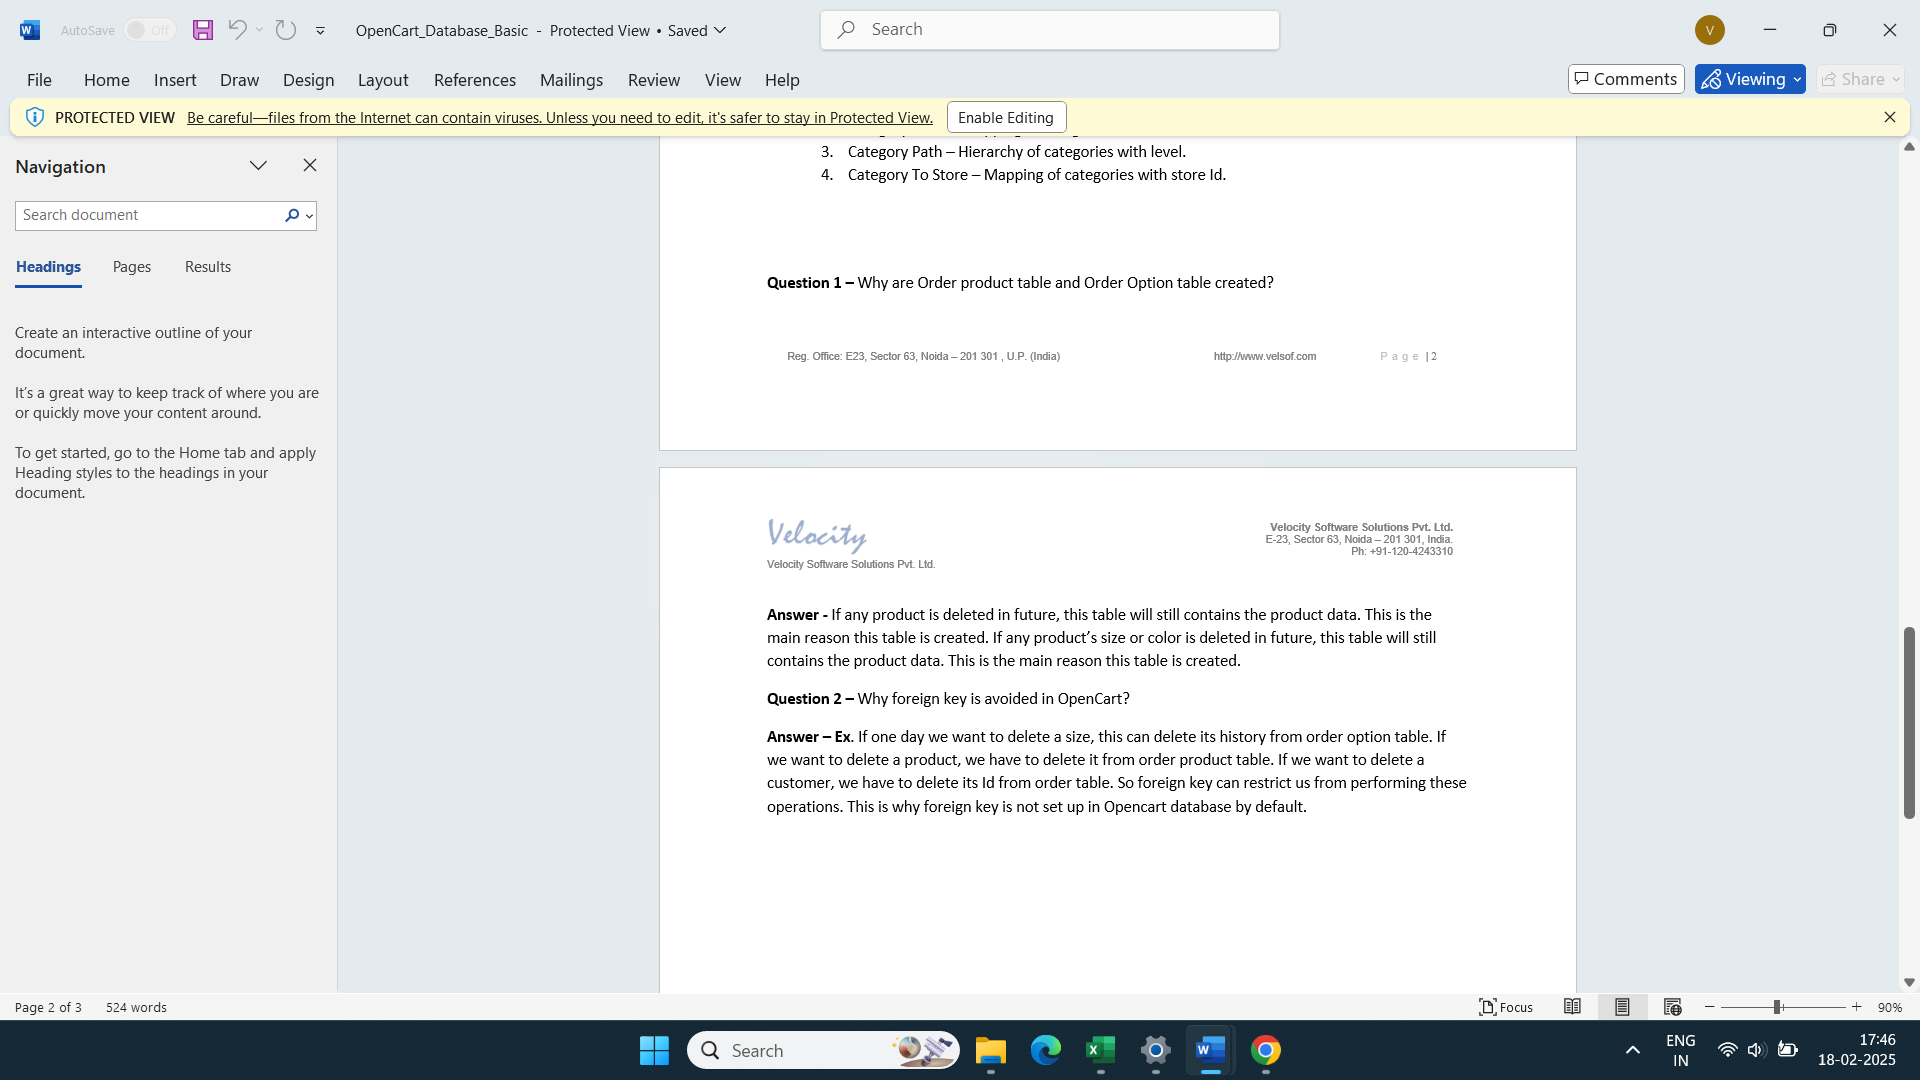 AutoSave Off OpenCart_Database_Basic - Protected View • Saved Search V
File Home Insert Draw Design Layout References Mailings Review View Help Comments Viewing Share
PROTECTED VIEW Be careful—files from the Internet can contain viruses. Unless you need to edit, it's safer to stay in Protected View. Enable Editing
Navigation
Search document
Headings Pages Results
Create an interactive outline of your
document.
It's a great way to keep track of where you are
or quickly move your content around.
To get started, go to the Home tab and apply
Heading styles to the headings in your
document.
3. Category Path – Hierarchy of categories with level.
4. Category To Store – Mapping of categories with store Id.
Question 1 – Why are Order product table and Order Option table created?
Reg. Office: E23, Sector 63, Noida – 201 301 , U.P. (India) http://www.velsof.com Page | 2
Velocity
Velocity Software Solutions Pvt. Ltd.
Velocity Software Solutions Pvt. Ltd.
E-23, Sector 63, Noida – 201 301, India.
Ph: +91-120-4243310
Answer - If any product is deleted in future, this table will still contains the product data. This is the
main reason this table is created. If any product’s size or color is deleted in future, this table will still
contains the product data. This is the main reason this table is created.
Question 2 – Why foreign key is avoided in OpenCart?
Answer – Ex. If one day we want to delete a size, this can delete its history from order option table. If
we want to delete a product, we have to delete it from order product table. If we want to delete a
customer, we have to delete its Id from order table. So foreign key can restrict us from performing these
operations. This is why foreign key is not set up in Opencart database by default.
Page 2 of 3 524 words Focus 90%
Search
ENG
IN
17:46
18-02-2025